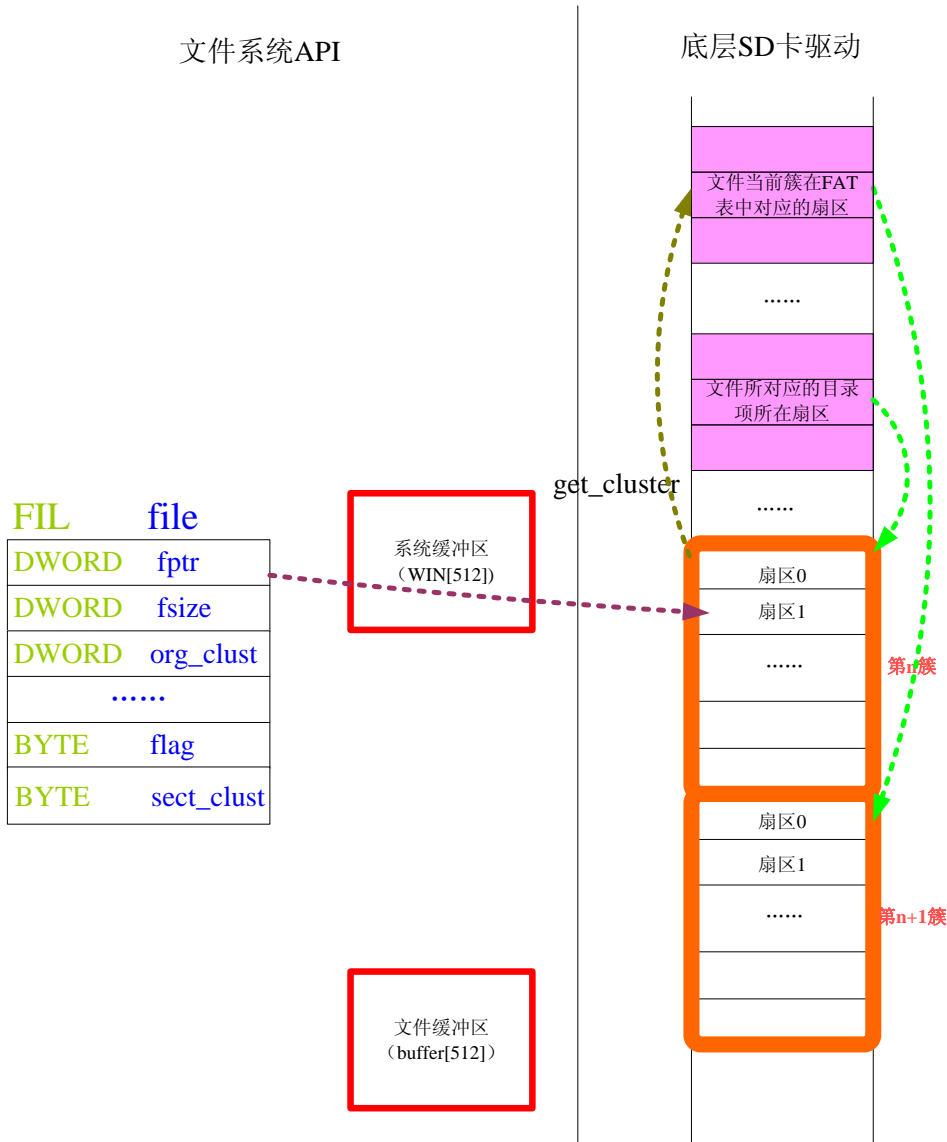 文件系统API
底层SD卡驱动
文件当前簇在FAT
表中对应的扇区
……
文件所对应的目录
项所在扇区
get_cluster
……
FIL file
DWORD fptr
DWORD fsize
DWORD org_clust
……
BYTE flag
BYTE sect_clust
系统缓冲区
（WIN[512])
扇区0
扇区1
……
第n簇
扇区0
扇区1
……
第n+1簇
文件缓冲区
（buffer[512]）